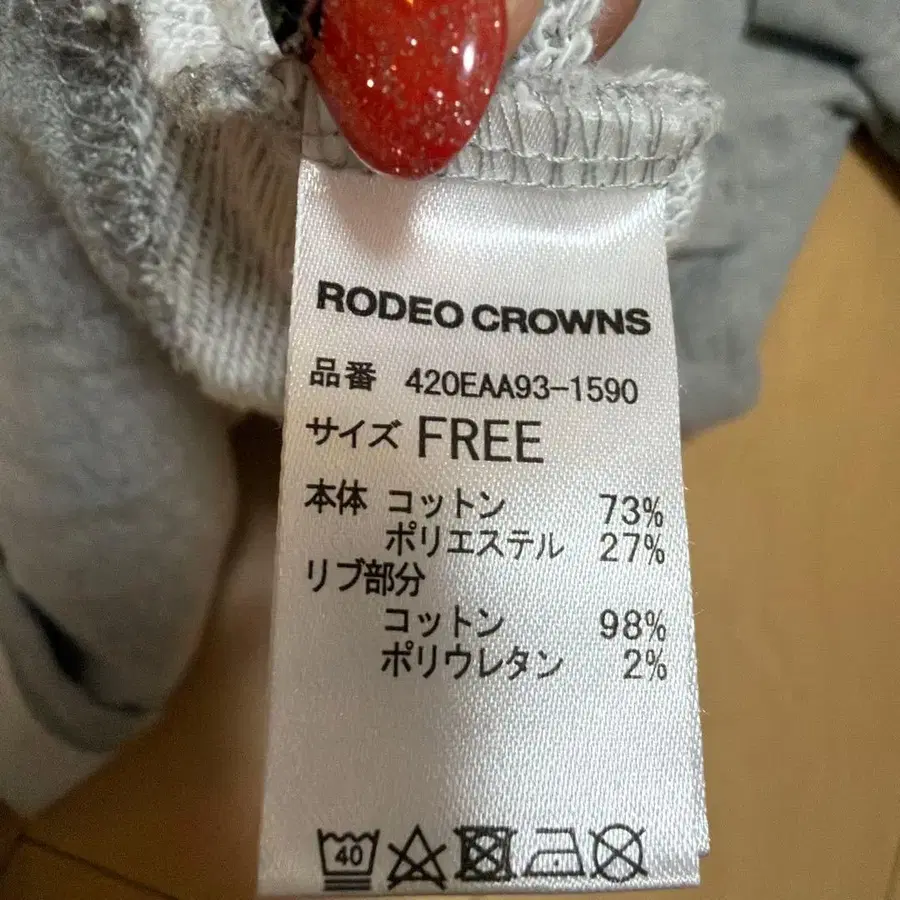 RODEO CROWNS
品番 420EAA93-1590
サイズ FREE
本体 コットン 73%
ポリエステル 27%
リブ部分
コットン 98%
ポリウレタン 2%
40